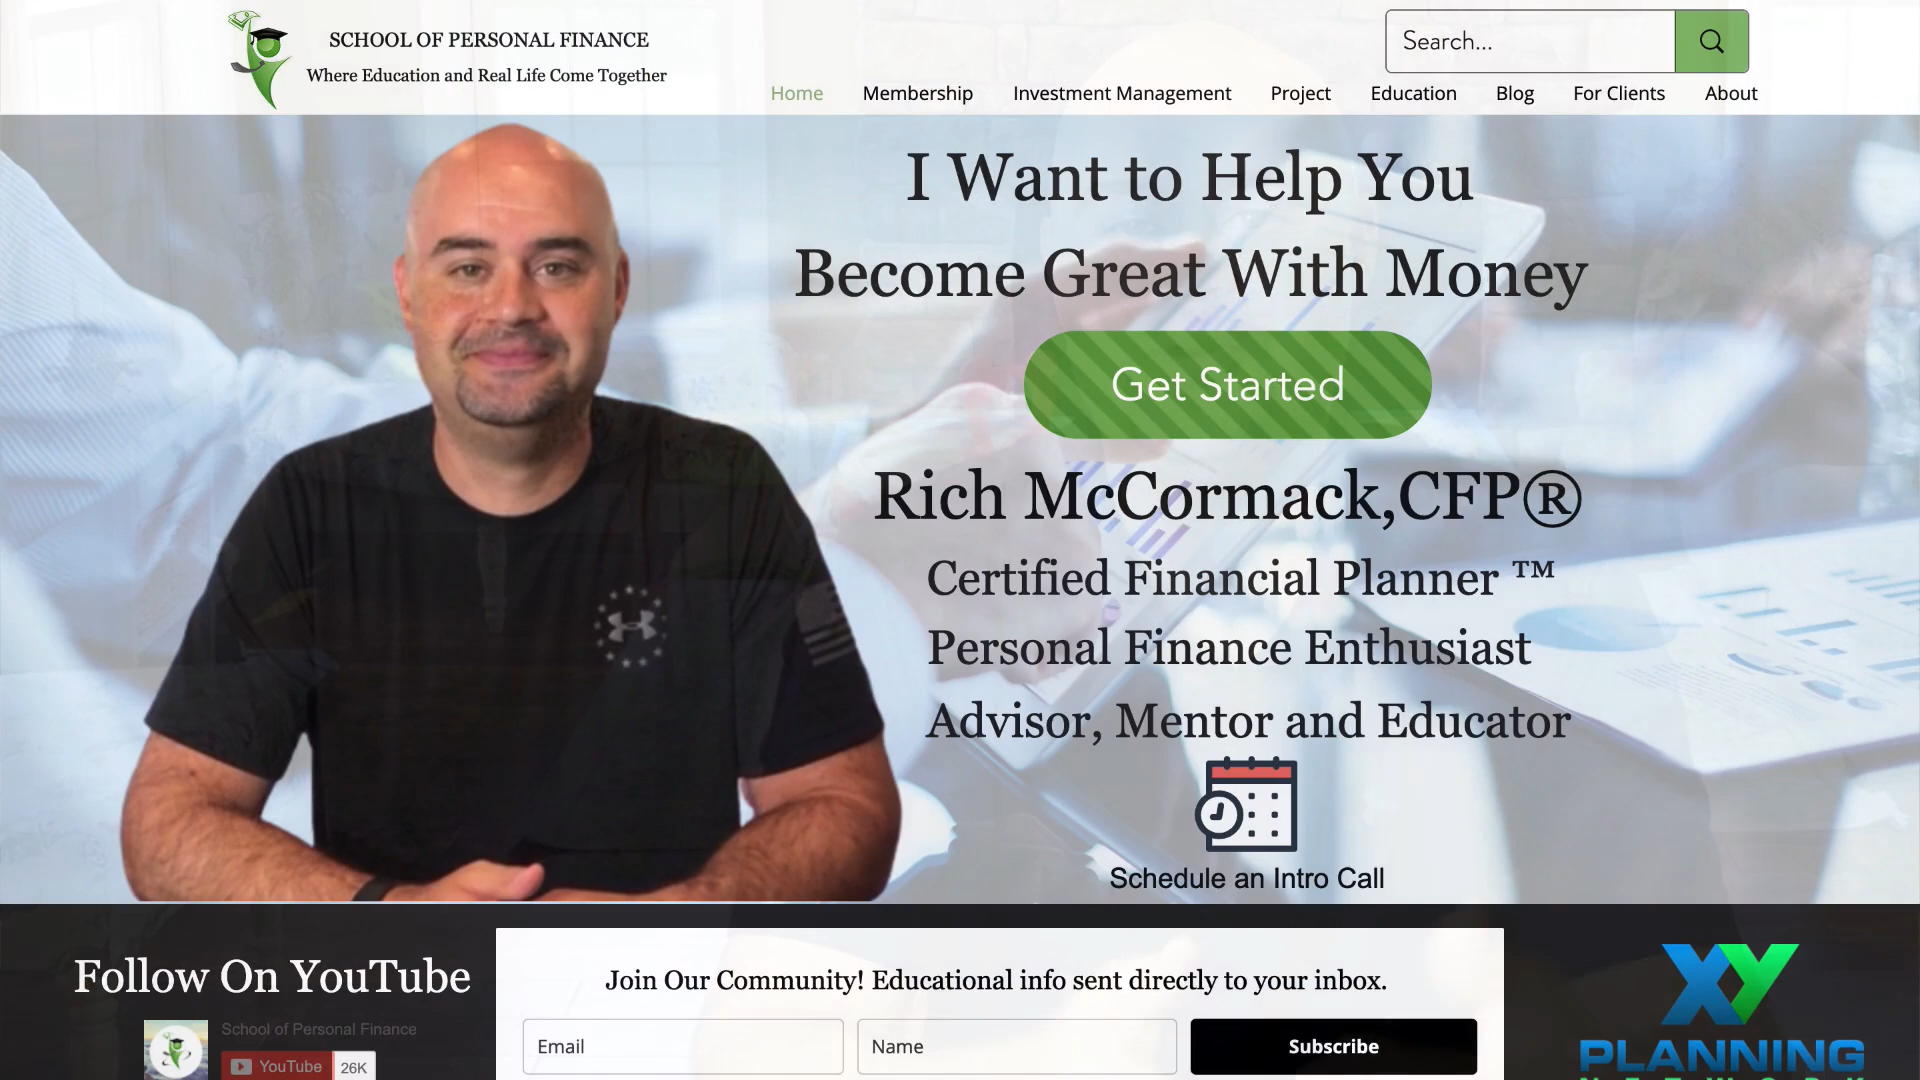 SCHOOL OF PERSONAL FINANCE
Where Education and Real Life Come Together
Search...
Home
Membership
Investment Management
Project
Education
Blog
For Clients
About
I Want to Help You
Become Great With Money
Get Started
Rich McCormack,CFP®
Certified Financial Planner ™
Personal Finance Enthusiast
Advisor, Mentor and Educator
Schedule an Intro Call
Follow On YouTube
School of Personal Finance
YouTube
26K
Join Our Community! Educational info sent directly to your inbox.
Email
Name
Subscribe
XY
PLANNING